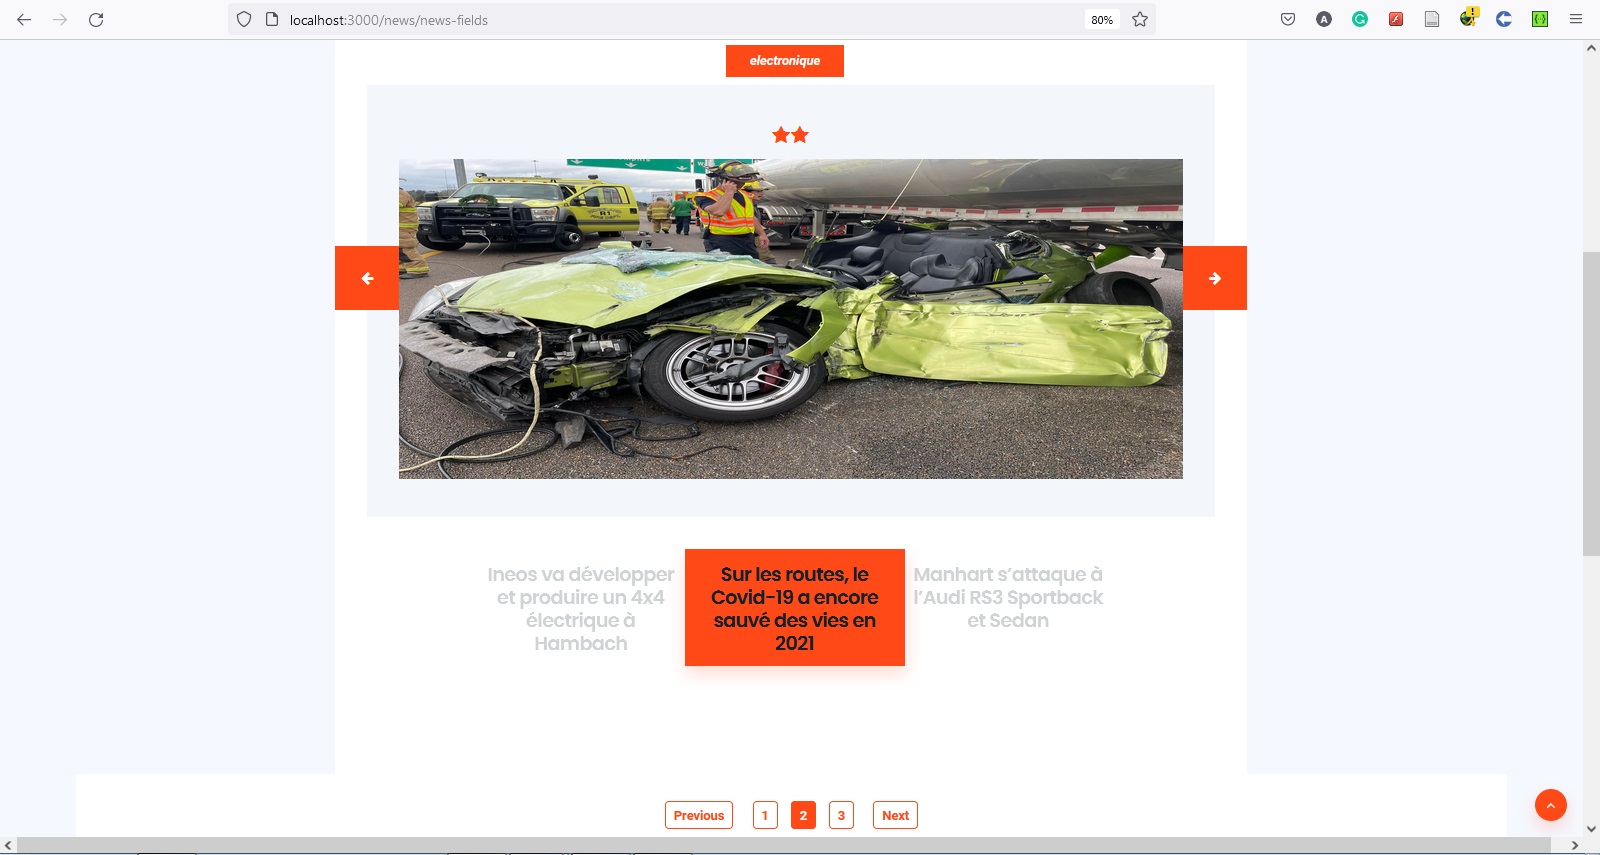 localhost:3000/news/news-fields
80%
electronique
R1
Ineos va développer
et produire un 4x4
électrique à
Hambach
Sur les routes, le
Covid-19 a encore
sauvé des vies en
2021
Manhart s’attaque à
l’Audi RS3 Sportback
et Sedan
Previous 1 2 3 Next